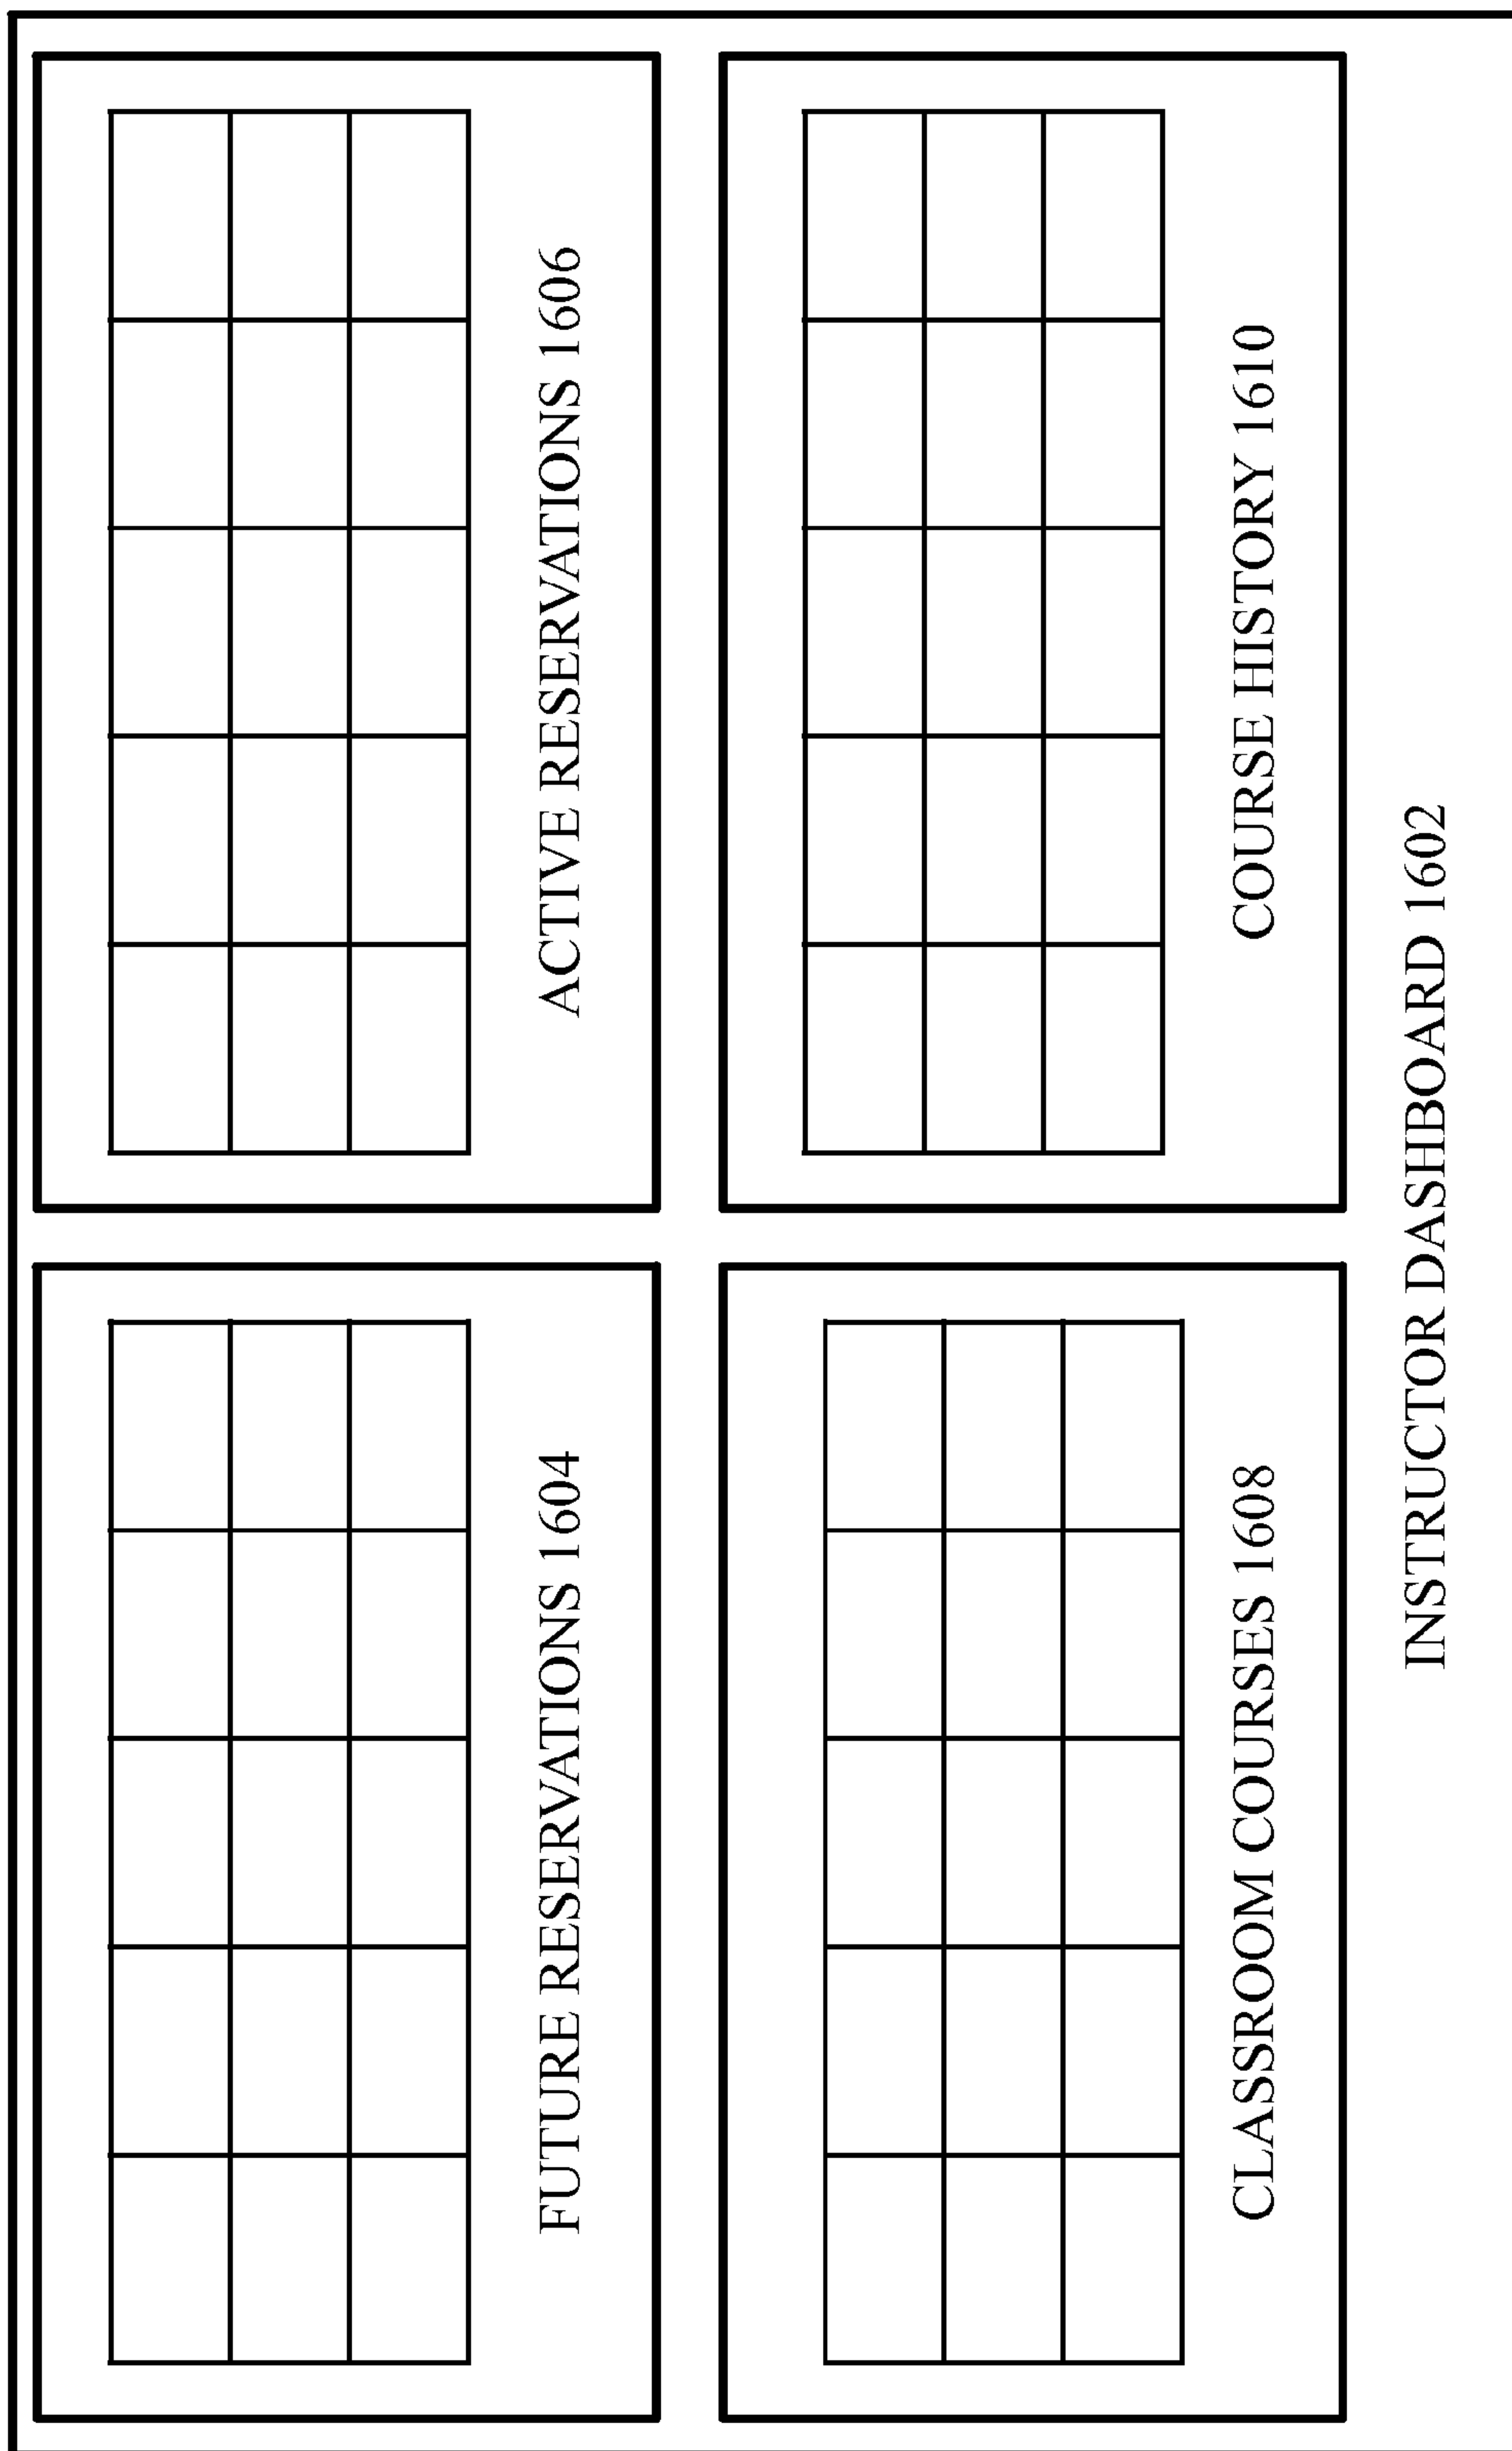 FUTURE RESERVATIONS 1604
ACTIVE RESERVATIONS 1606
CLASSROOM COURSES 1608
COURSE HISTORY 1610
INSTRUCTOR DASHBOARD 1602